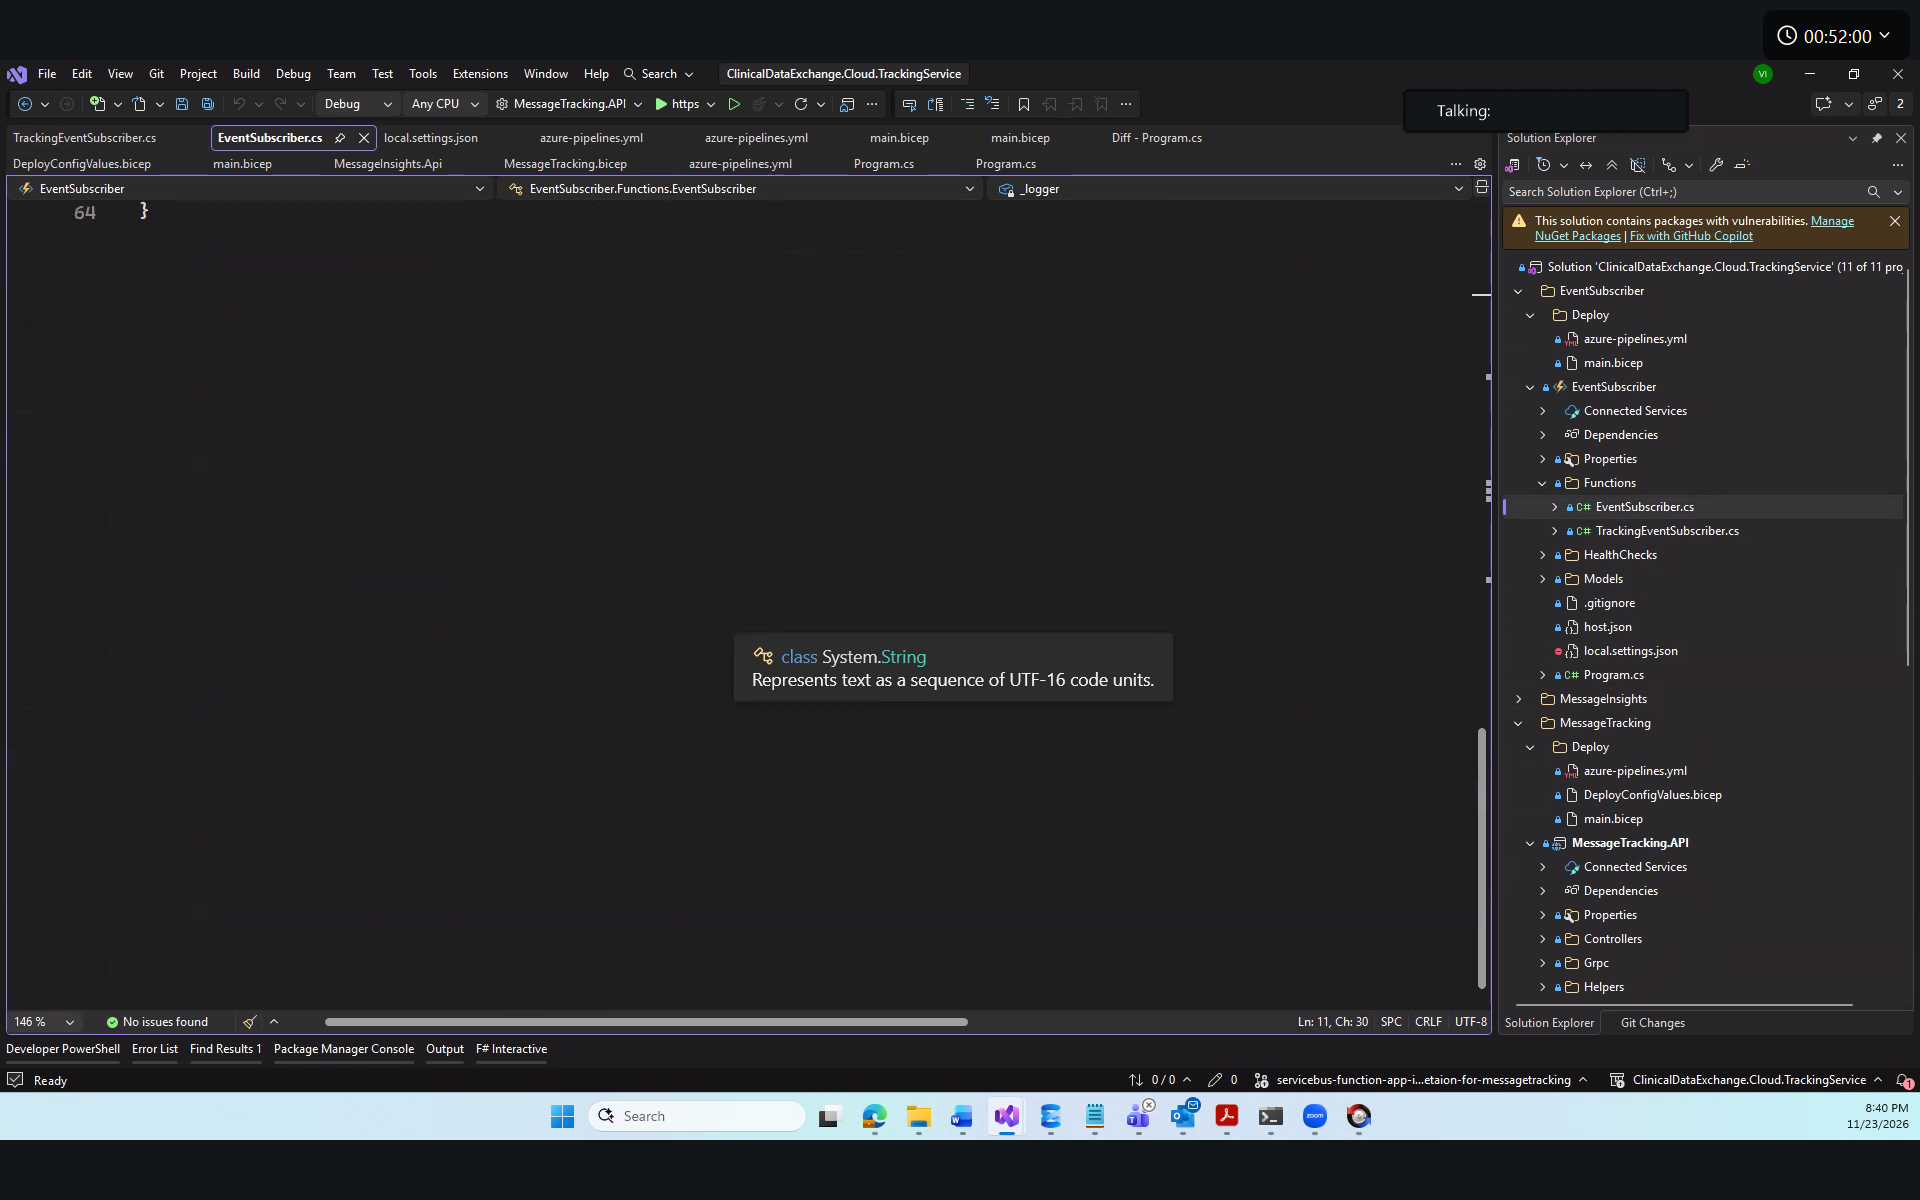 00:52:00
File Edit View Git Project Build Debug Team Test Tools Extensions Window Help Search ClinicalDataExchange.Cloud.TrackingService VI
Debug Any CPU MessageTracking.API https 2
Talking:
TrackingEventSubscriber.cs EventSubscriber.cs local.settings.json azure-pipelines.yml azure-pipelines.yml main.bicep main.bicep Diff - Program.cs
DeployConfigValues.bicep main.bicep MessageInsights.Api MessageTracking.bicep azure-pipelines.yml Program.cs Program.cs
EventSubscriber EventSubscriber.Functions.EventSubscriber _logger
64 }
class System.String
Represents text as a sequence of UTF-16 code units.
146 % No issues found Ln: 11, Ch: 30 SPC CRLF UTF-8
Solution Explorer
Search Solution Explorer (Ctrl+;)
This solution contains packages with vulnerabilities. Manage
NuGet Packages | Fix with GitHub Copilot
Solution 'ClinicalDataExchange.Cloud.TrackingService' (11 of 11 pro
EventSubscriber
Deploy
azure-pipelines.yml
main.bicep
EventSubscriber
Connected Services
Dependencies
Properties
Functions
C# EventSubscriber.cs
C# TrackingEventSubscriber.cs
HealthChecks
Models
.gitignore
host.json
local.settings.json
C# Program.cs
MessageInsights
MessageTracking
Deploy
azure-pipelines.yml
DeployConfigValues.bicep
main.bicep
MessageTracking.API
Connected Services
Dependencies
Properties
Controllers
Grpc
Helpers
Solution Explorer Git Changes
Developer PowerShell Error List Find Results 1 Package Manager Console Output F# Interactive
Ready 0 / 0 0 servicebus-function-app-i...etaion-for-messagetracking ClinicalDataExchange.Cloud.TrackingService 1
Search zoom
8:40 PM
11/23/2026